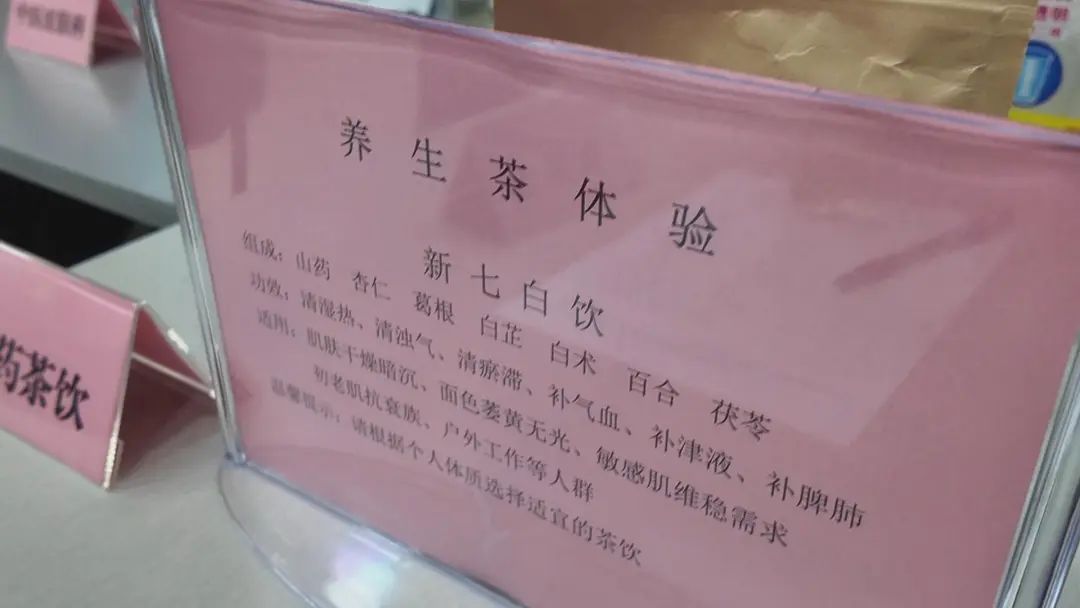 养生茶体验
新七白饮
组成：山药 杏仁 葛根 白芷 白术 百合 茯苓
功效：清湿热、清浊气、清瘀滞、补气血、补津液、补脾肺
适用：肌肤干燥暗沉、面色萎黄无光、敏感肌维稳需求
初老肌抗衰族、户外工作等人群
温馨提示：请根据个人体质选择适宜的茶饮
药茶饮